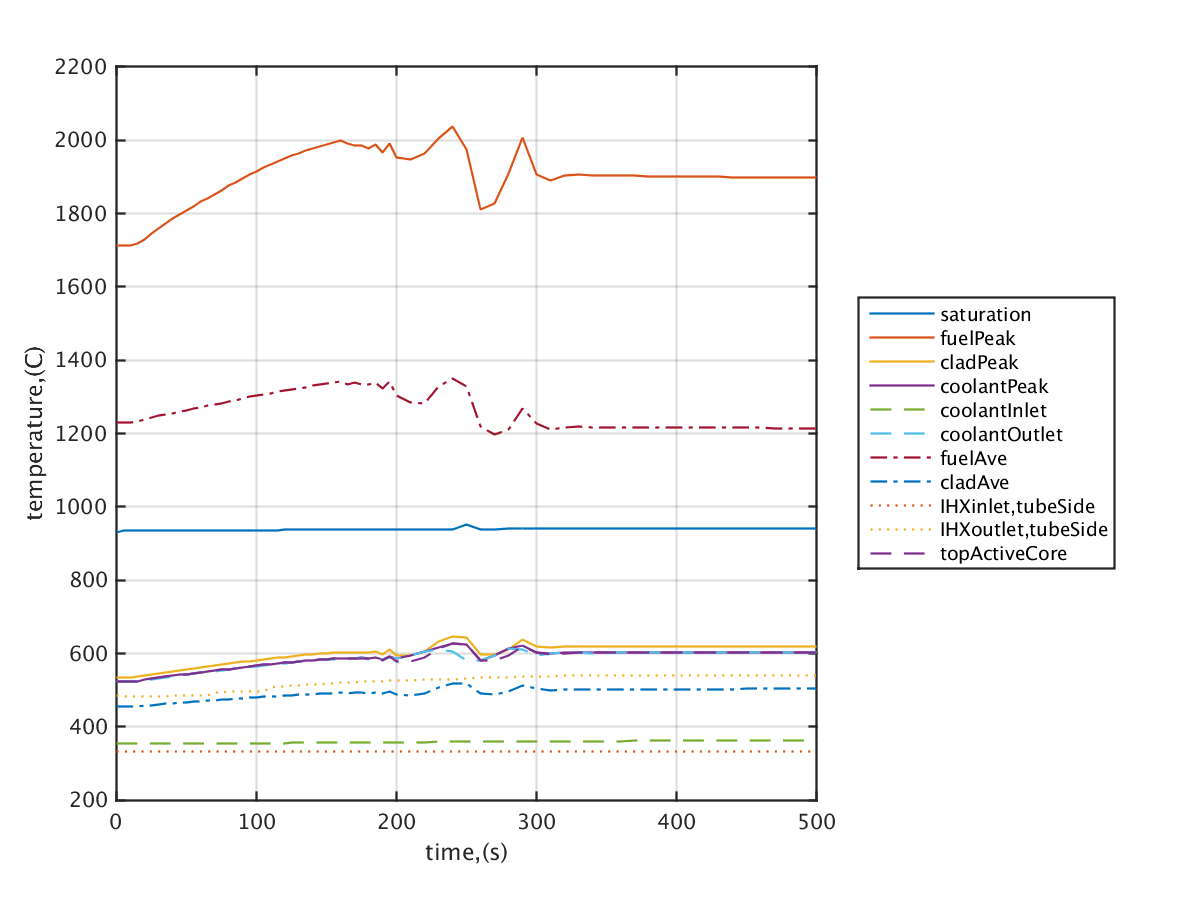 2200
2000
1800
1600
1400
1200
1000
800
600
400
200
temperature,(C)
0 100 200 300 400 500
time,(s)
saturation
fuelPeak
cladPeak
coolantPeak
coolantInlet
coolantOutlet
fuelAve
cladAve
IHXinlet,tubeSide
IHXoutlet,tubeSide
topActiveCore